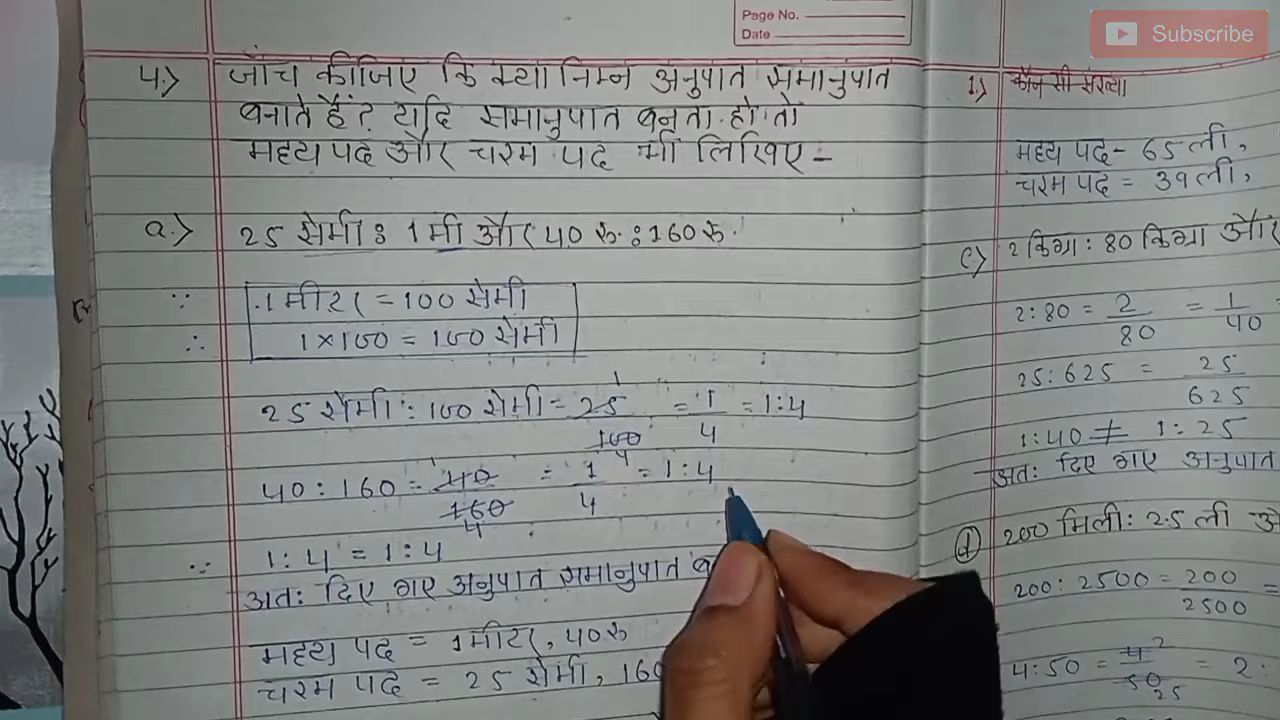 Page No.
Date
Subscribe
4.) जाँच कीजिए कि क्या निम्न अनुपात समानुपात
बनाते हैं? यदि समानुपात बनता हो तो
मध्य पद और चरम पद भी लिखिए -
a.) 25 सेमी : 1 मी और 40 रु. : 160 रु.
∵ 1 मीटर = 100 सेमी
∴ 1 × 100 = 100 सेमी
25 सेमी : 100 सेमी = 25/100 = 1/4 = 1:4
40 : 160 = 40/160 = 1/4 = 1:4
∵ 1:4 = 1:4
अतः दिए गए अनुपात समानुपात
मध्य पद = 1 मीटर, 40 रु
चरम पद = 25 सेमी, 160
1.) कौन सी संख्या
मध्य पद - 65 ली,
चरम पद = 39 ली,
c.) 2 किग्रा : 80 किग्रा और
2:80 = 2/80 = 1/40
25:625 = 25/625
1:40 ≠ 1:25
अतः दिए गए अनुपात
d 200 मिली : 2.5 ली
200 : 2500 = 200/2500 =
4:50 = 4/50 = 2: